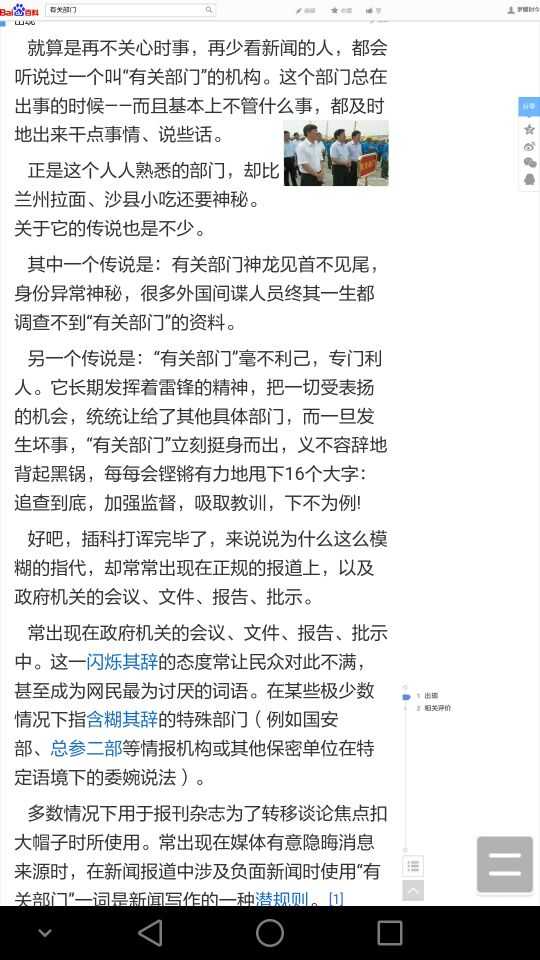 Bai百科
有关部门
出现
就算是再不关心时事，再少看新闻的人，都会
听说过一个叫“有关部门”的机构。这个部门总在
出事的时候——而且基本上不管什么事，都及时
地出来干点事情、说些话。
正是这个人人熟悉的部门，却比
兰州拉面、沙县小吃还要神秘。
关于它的传说也是不少。
其中一个传说是：有关部门神龙见首不见尾，
身份异常神秘，很多外国间谍人员终其一生都
调查不到“有关部门”的资料。
另一个传说是：“有关部门”毫不利己，专门利
人。它长期发挥着雷锋的精神，把一切受表扬
的机会，统统让给了其他具体部门，而一旦发
生坏事，“有关部门”立刻挺身而出，义不容辞地
背起黑锅，每每会铿锵有力地甩下16个大字：
追查到底，加强监督，吸取教训，下不为例!
好吧，插科打诨完毕了，来说说为什么这么模
糊的指代，却常常出现在正规的报道上，以及
政府机关的会议、文件、报告、批示。
常出现在政府机关的会议、文件、报告、批示
中。这一闪烁其辞的态度常让民众对此不满，
甚至成为网民最为讨厌的词语。在某些极少数
情况下指含糊其辞的特殊部门（例如国安
部、总参二部等情报机构或其他保密单位在特
定语境下的委婉说法）。
多数情况下用于报刊杂志为了转移谈论焦点扣
大帽子时所使用。常出现在媒体有意隐晦消息
来源时，在新闻报道中涉及负面新闻时使用“有
关部门”一词是新闻写作的一种潜规则。[1]
分享
1 出现
2 相关评价